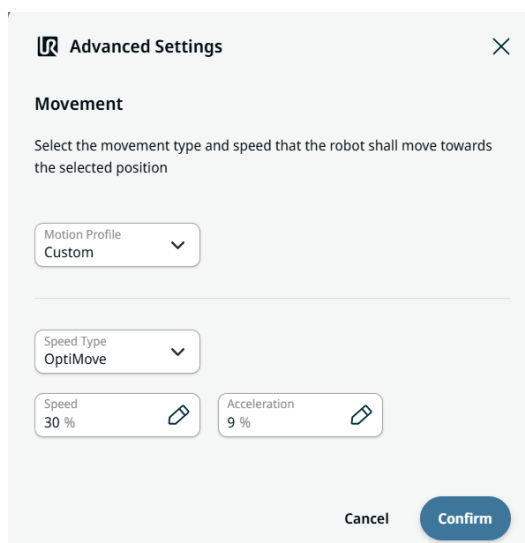 UR Advanced Settings
Movement
Select the movement type and speed that the robot shall move towards
the selected position
Motion Profile
Custom
Speed Type
OptiMove
Speed
30 %
Acceleration
9 %
Cancel
Confirm